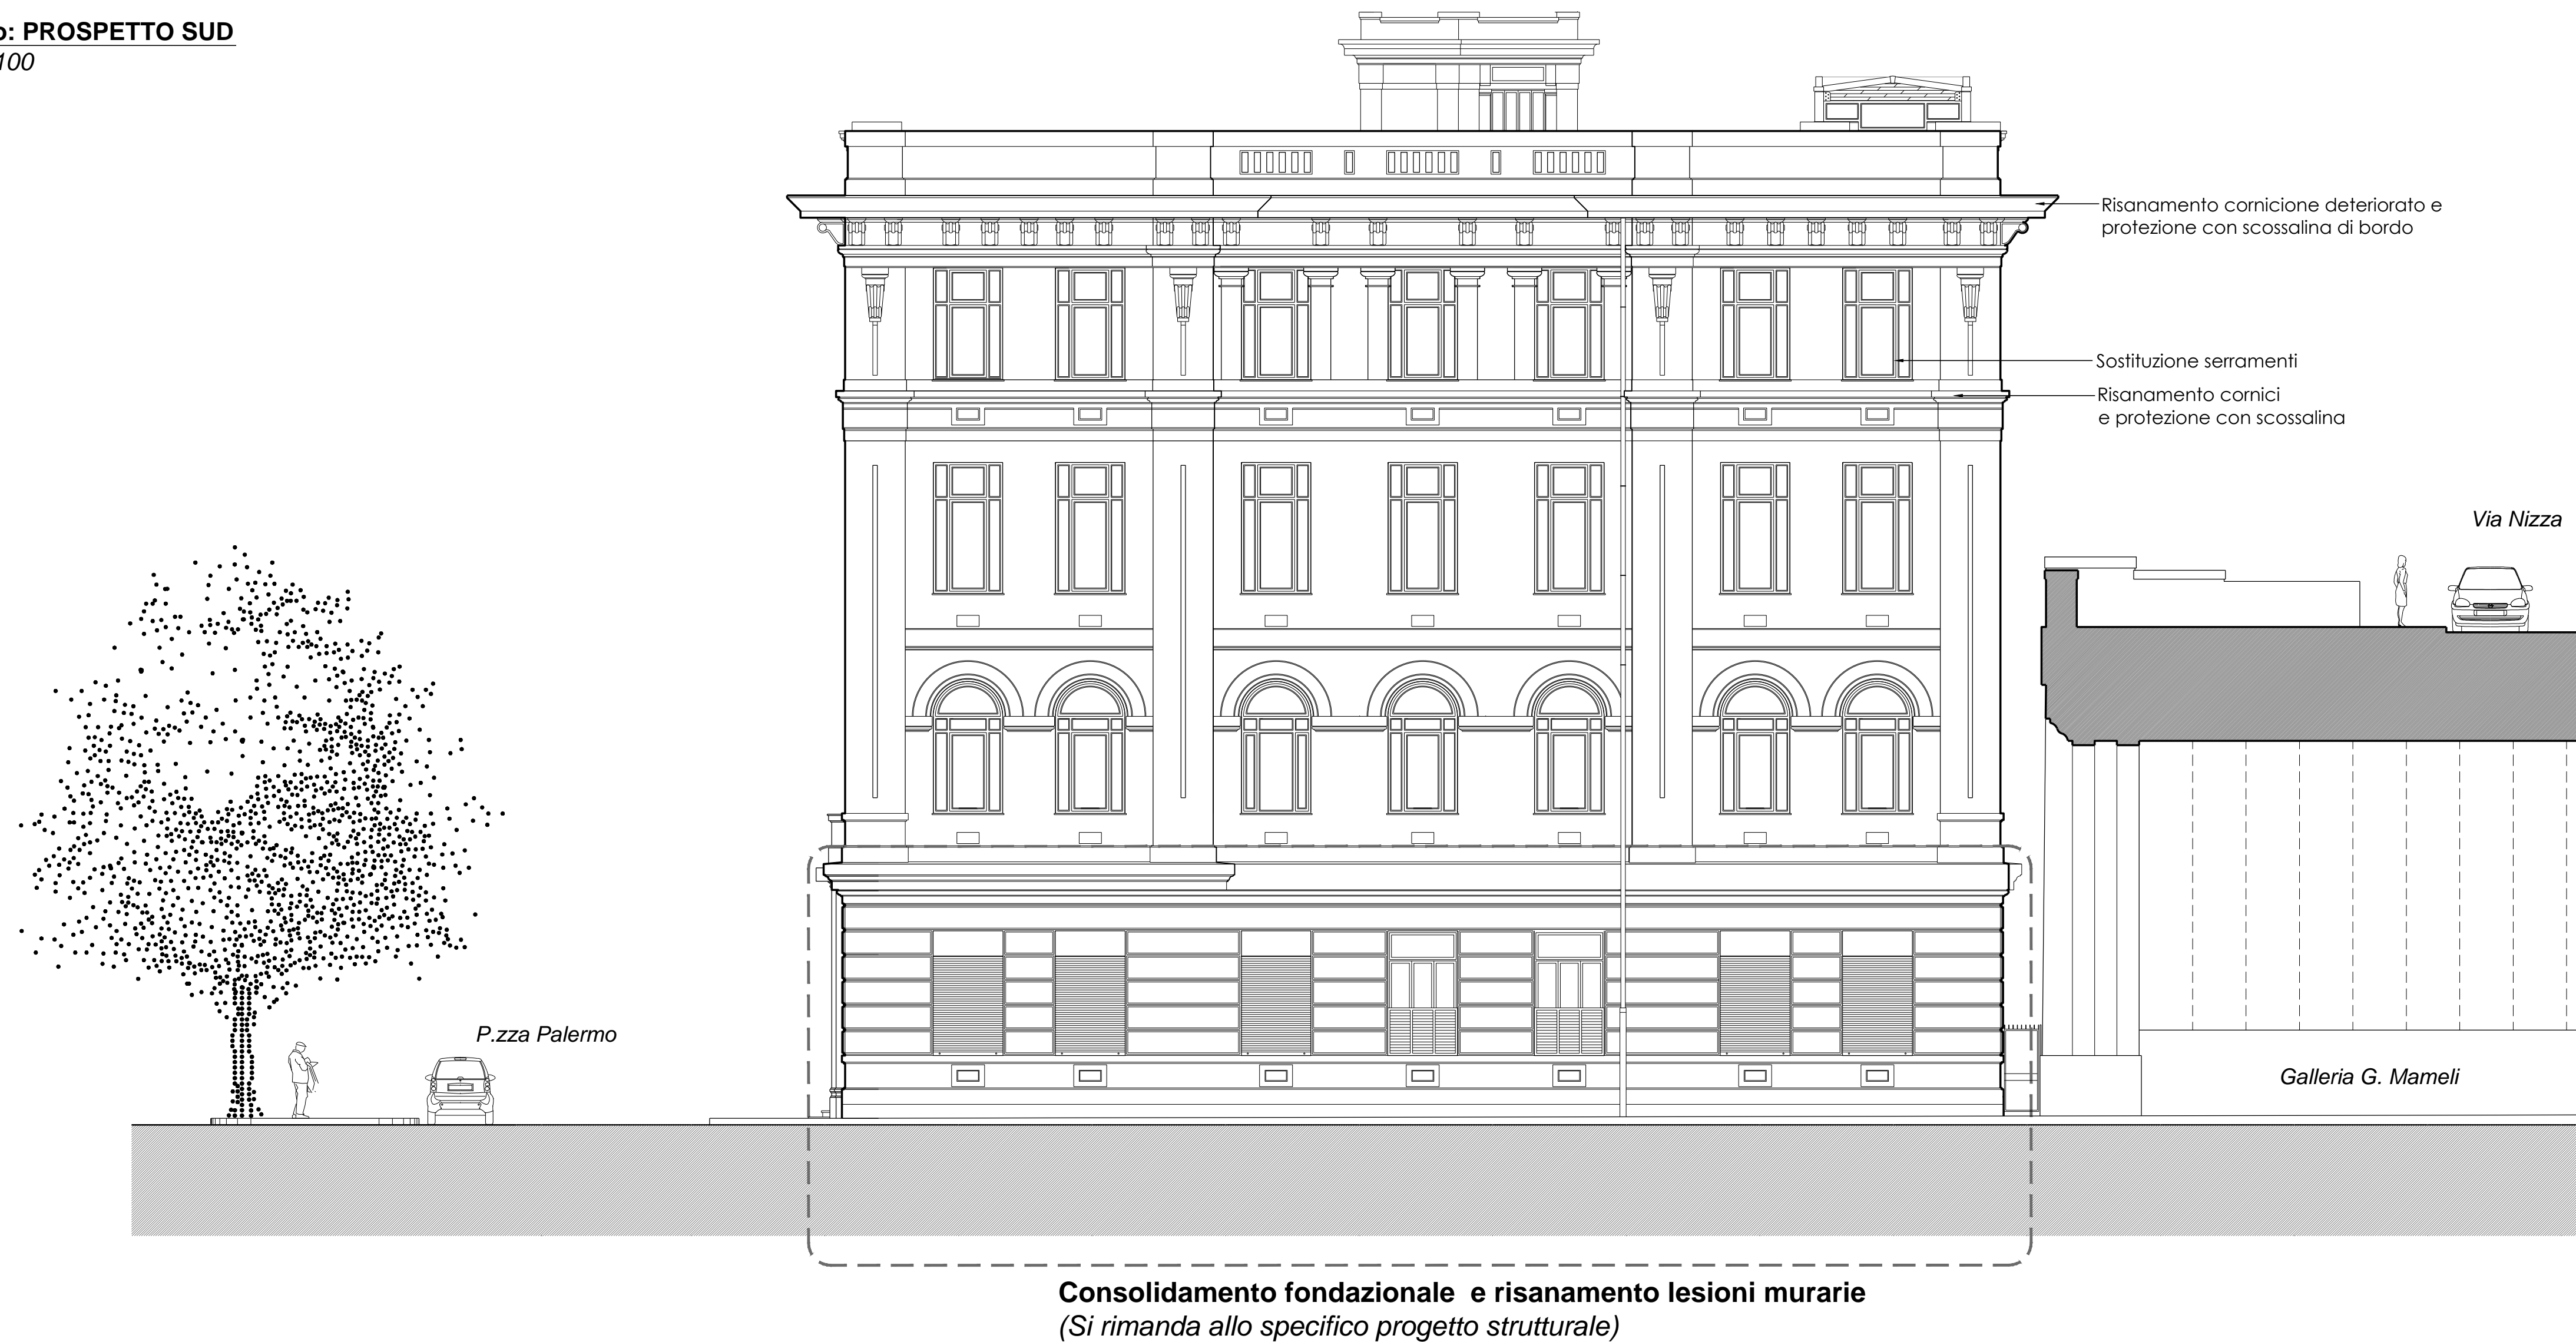 o: PROSPETTO SUD
100
Risanamento cornicione deteriorato e
protezione con scossalina di bordo
Sostituzione serramenti
Risanamento cornici
e protezione con scossalina
Via Nizza
P.zza Palermo
Galleria G. Mameli
Consolidamento fondazionale e risanamento lesioni murarie
(Si rimanda allo specifico progetto strutturale)